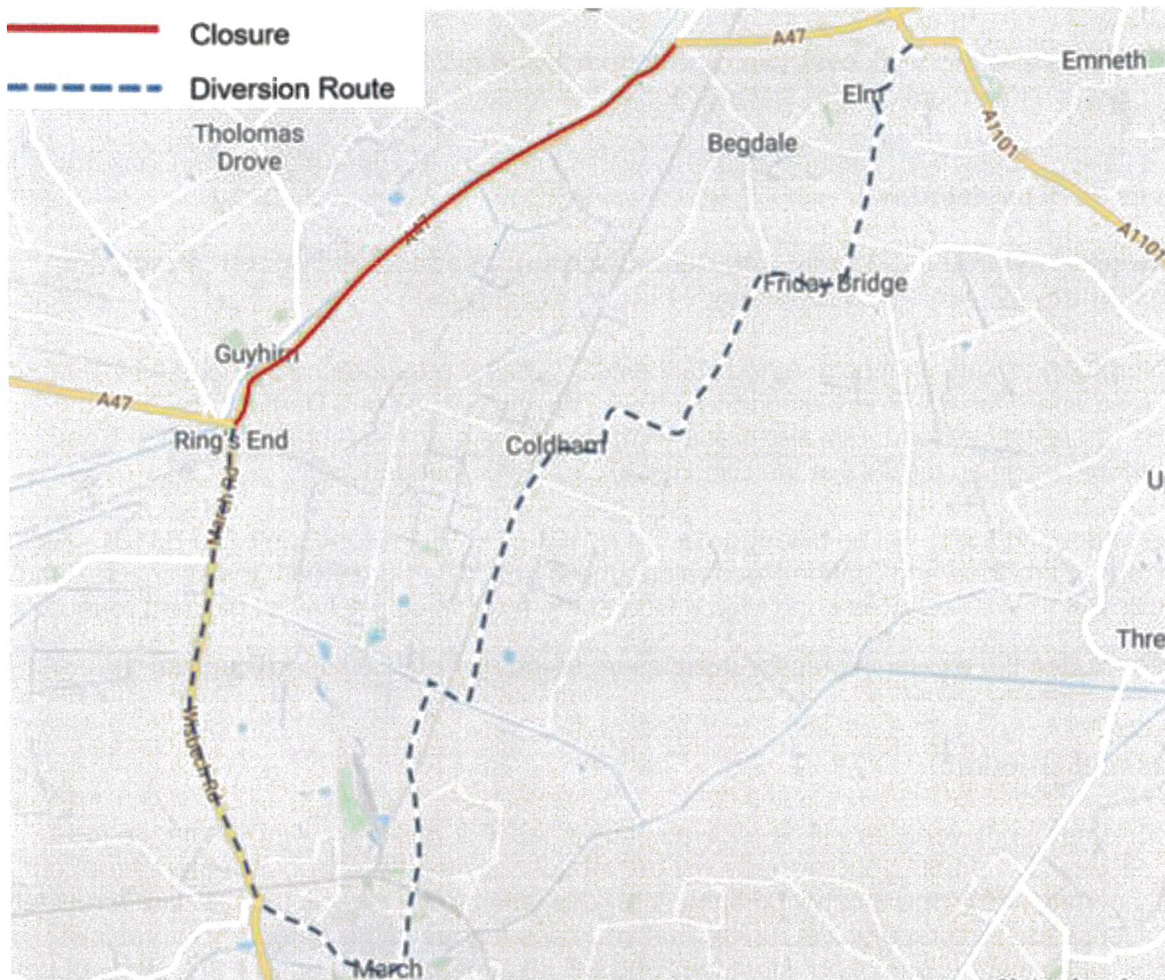 Closure
Diversion Route
A47
Emneth
Elm
Tholomas
Drove
Begdale
A1101
A47
A1101
Friday Bridge
Guyhirn
A47
Ring's End
Coldham
March Rd
U
Thre
Wisbech Rd
March